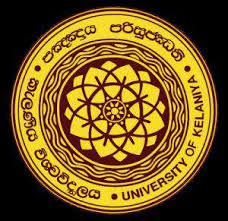 පඤ්ඤාය පරිසුජ්ඣති
කැලණිය විශ්වවිද්‍යාලය
UNIVERSITY OF KELANIYA